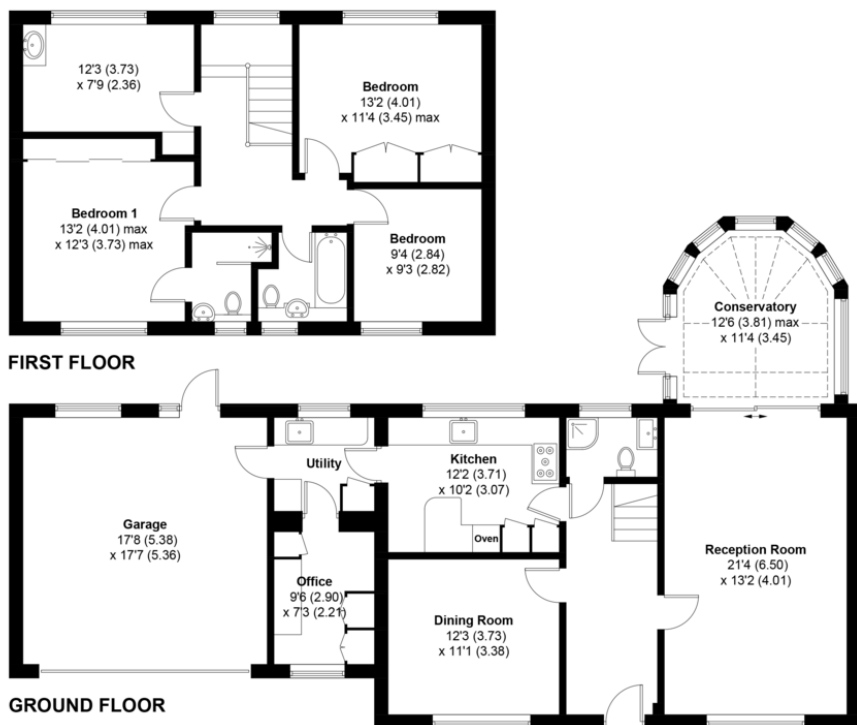 12'3 (3.73)
x 7'9 (2.36)
Bedroom
13'2 (4.01)
x 11'4 (3.45) max
Bedroom 1
13'2 (4.01) max
x 12'3 (3.73) max
Bedroom
9'4 (2.84)
x 9'3 (2.82)
FIRST FLOOR
Conservatory
12'6 (3.81) max
x 11'4 (3.45)
Utility
Kitchen
12'2 (3.71)
x 10'2 (3.07)
Oven
Garage
17'8 (5.38)
x 17'7 (5.36)
Office
9'6 (2.90)
x 7'3 (2.21)
Dining Room
12'3 (3.73)
x 11'1 (3.38)
Reception Room
21'4 (6.50)
x 13'2 (4.01)
GROUND FLOOR